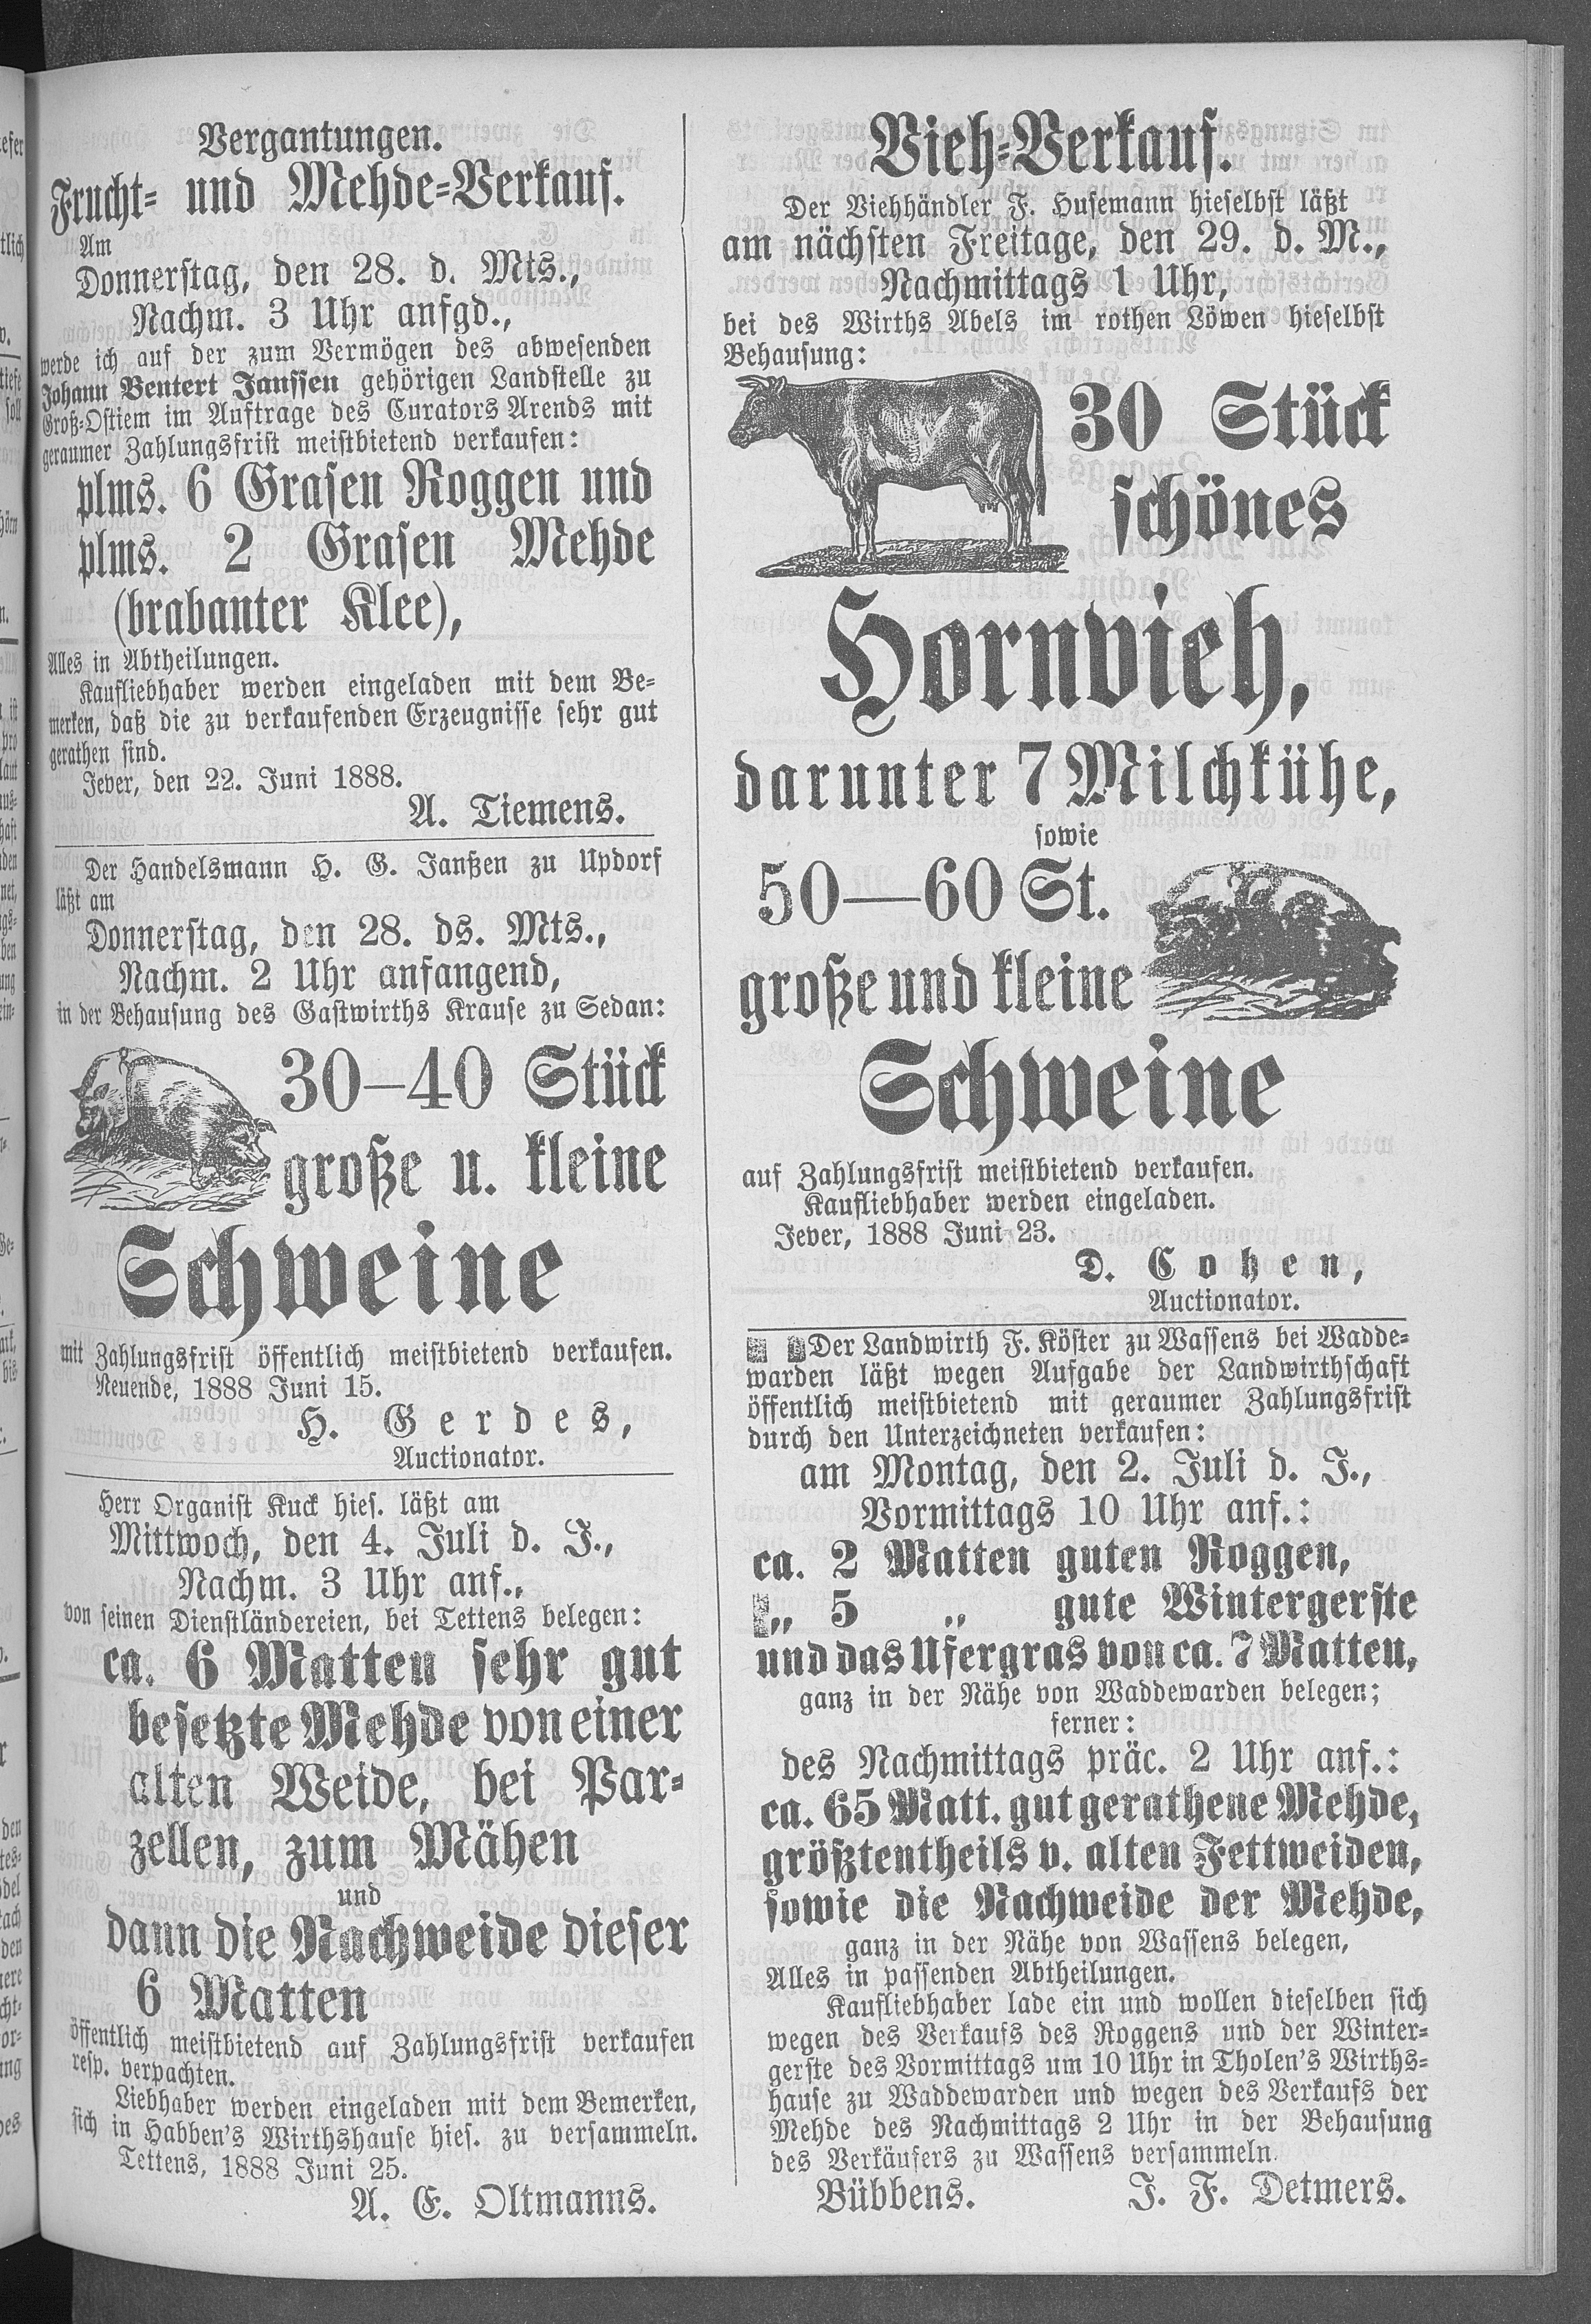 Vergantungen.
Frucht- und Mehde-Verkauf.
Am
Donnerstag, den 28. d. Mts.,
Nachm. 3 Uhr anfgd.,
werde ich auf der zum Vermögen des abwesenden
Johann Bentert Janssen gehörigen Landstelle zu
Groß-Ostiem im Auftrage des Curators Arends mit
geraumer Zahlungsfrist meistbietend verkaufen:
plms. 6 Grasen Roggen und
plms. 2 Grasen Mehde
(brabanter Klee),
Alles in Abtheilungen.
Kaufliebhaber werden eingeladen mit dem Be-
merken, daß die zu verkaufenden Erzeugnisse sehr gut
gerathen sind.
Jever, den 22. Juni 1888.
A. Tiemens.
Der Handelsmann H. G. Janßen zu Updorf
läßt am
Donnerstag, den 28. ds. Mts.,
Nachm. 2 Uhr anfangend,
in der Behausung des Gastwirths Krause zu Sedan:
30—40 Stück
große u. kleine
Schweine
mit Zahlungsfrist öffentlich meistbietend verkaufen.
Neuende, 1888 Juni 15.
H. Gerdes,
Auctionator.
Herr Organist Kuck hies. läßt am
Mittwoch, den 4. Juli d. J.,
Nachm. 3 Uhr anf.,
von seinen Dienstländereien, bei Tettens belegen:
ca. 6 Matten sehr gut
besetzte Mehde von einer
alten Weide, bei Par-
zellen, zum Mähen
und
dann die Nachweide dieser
6 Matten
öffentlich meistbietend auf Zahlungsfrist verkaufen
resp. verpachten.
Liebhaber werden eingeladen mit dem Bemerken,
sich in Habben's Wirthshause hies. zu versammeln.
Tettens, 1888 Juni 25.
A. E. Oltmanns.
Vieh-Verkauf.
Der Viehhändler F. Husemann hieselbst läßt
am nächsten Freitage, den 29. d. M.,
Nachmittags 1 Uhr,
bei des Wirths Abels im rothen Löwen hieselbst
Behausung:
30 Stück
schönes
Hornvieh,
darunter 7 Milchkühe,
sowie
50—60 St.
große und kleine
Schweine
auf Zahlungsfrist meistbietend verkaufen.
Kaufliebhaber werden eingeladen.
Jever, 1888 Juni 23.
D. Cohen,
Auctionator.
Der Landwirth F. Köster zu Wassens bei Wadde-
warden läßt wegen Aufgabe der Landwirthschaft
öffentlich meistbietend mit geraumer Zahlungsfrist
durch den Unterzeichneten verkaufen:
am Montag, den 2. Juli d. J.,
Vormittags 10 Uhr anf.:
ca. 2 Matten guten Roggen,
„ 5 „ gute Wintergerste
und das Ufergras von ca. 7 Matten,
ganz in der Nähe von Waddewarden belegen;
ferner:
des Nachmittags präc. 2 Uhr anf.:
ca. 65 Matt. gut gerathene Mehde,
größtentheils v. alten Fettweiden,
sowie die Nachweide der Mehde,
ganz in der Nähe von Wassens belegen,
Alles in passenden Abtheilungen.
Kaufliebhaber lade ein und wollen dieselben sich
wegen des Verkaufs des Roggens und der Winter-
gerste des Vormittags um 10 Uhr in Tholen's Wirths-
hause zu Waddewarden und wegen des Verkaufs der
Mehde des Nachmittags 2 Uhr in der Behausung
des Verkäufers zu Wassens versammeln.
Bübbens. J. F. Detmers.